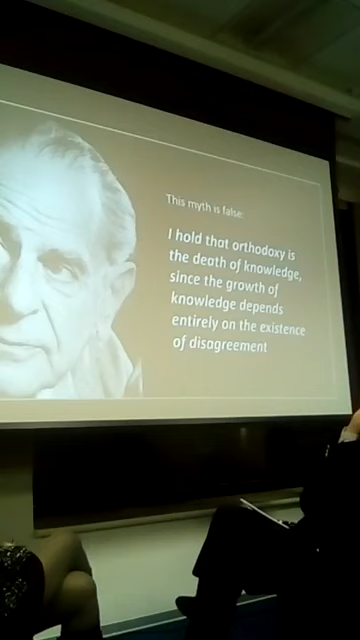 This myth is false:
I hold that orthodoxy is
the death of knowledge,
since the growth of
knowledge depends
entirely on the existence
of disagreement